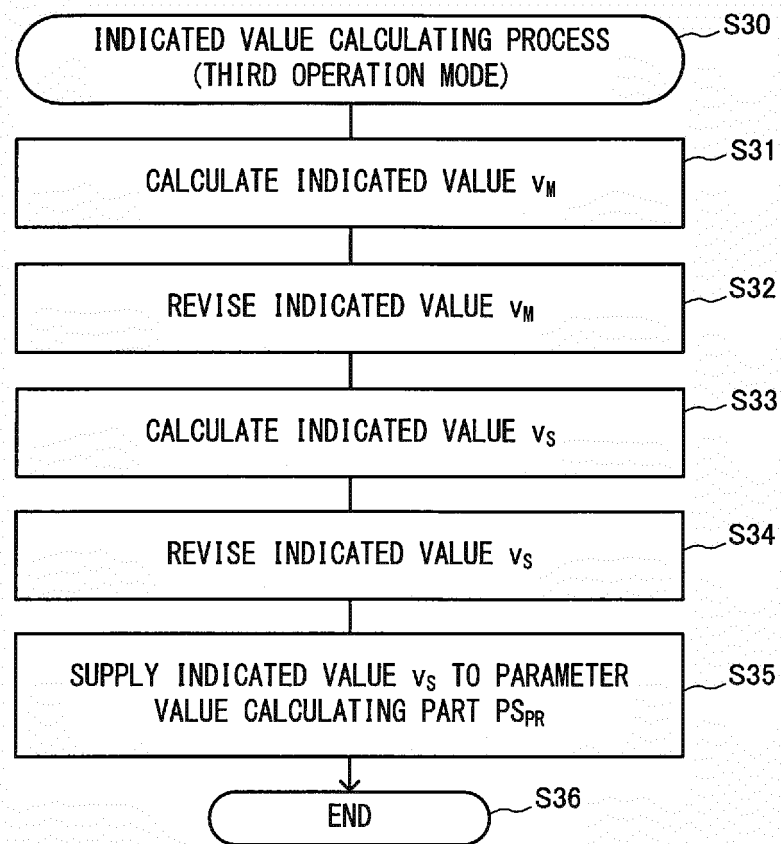 INDICATED VALUE CALCULATING PROCESS
(THIRD OPERATION MODE)
S30
CALCULATE INDICATED VALUE vM
S31
REVISE INDICATED VALUE vM
S32
CALCULATE INDICATED VALUE vS
S33
REVISE INDICATED VALUE vS
S34
SUPPLY INDICATED VALUE vS TO PARAMETER
VALUE CALCULATING PART PSPR
S35
END
S36